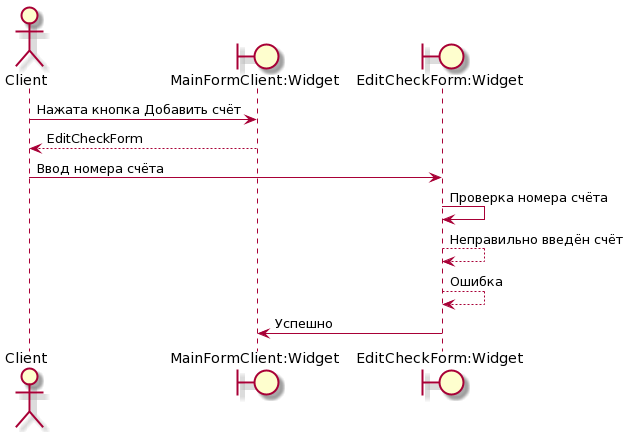 Client
MainFormClient:Widget
EditCheckForm:Widget
Нажата кнопка Добавить счёт
EditCheckForm
Ввод номера счёта
Проверка номера счёта
Неправильно введён счёт
Ошибка
Успешно
Client
MainFormClient:Widget
EditCheckForm:Widget